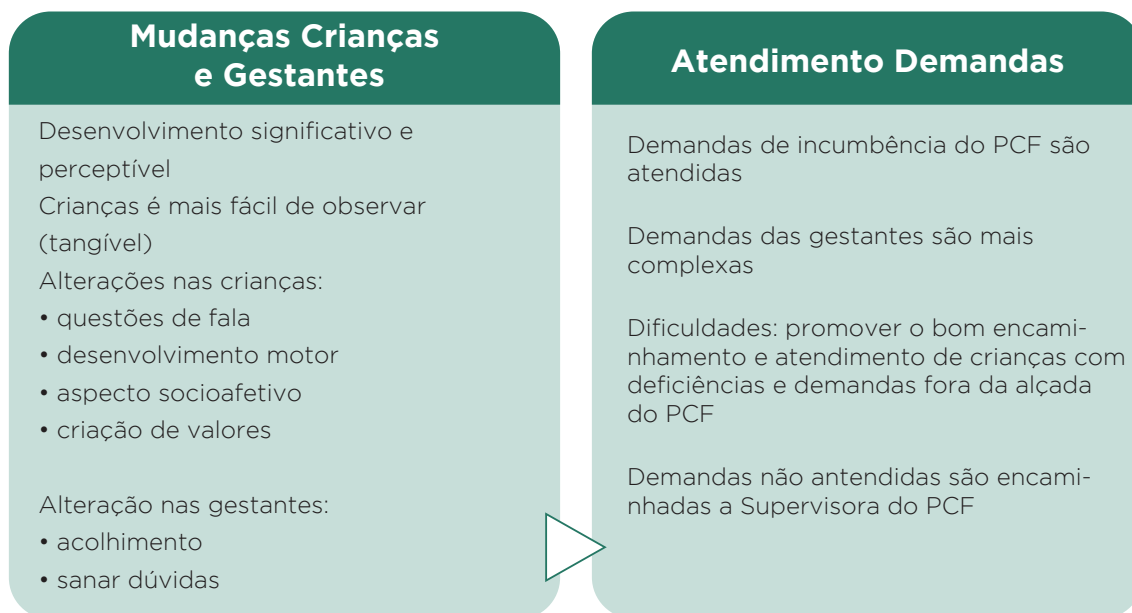 Mudanças Crianças
e Gestantes
Desenvolvimento significativo e
perceptível
Crianças é mais fácil de observar
(tangível)
Alterações nas crianças:
• questões de fala
• desenvolvimento motor
• aspecto socioafetivo
• criação de valores
Alteração nas gestantes:
• acolhimento
• sanar dúvidas
Atendimento Demandas
Demandas de incumbência do PCF são
atendidas
Demandas das gestantes são mais
complexas
Dificuldades: promover o bom encami-
nhamento e atendimento de crianças com
deficiências e demandas fora da alçada
do PCF
Demandas não antendidas são encami-
nhadas a Supervisora do PCF